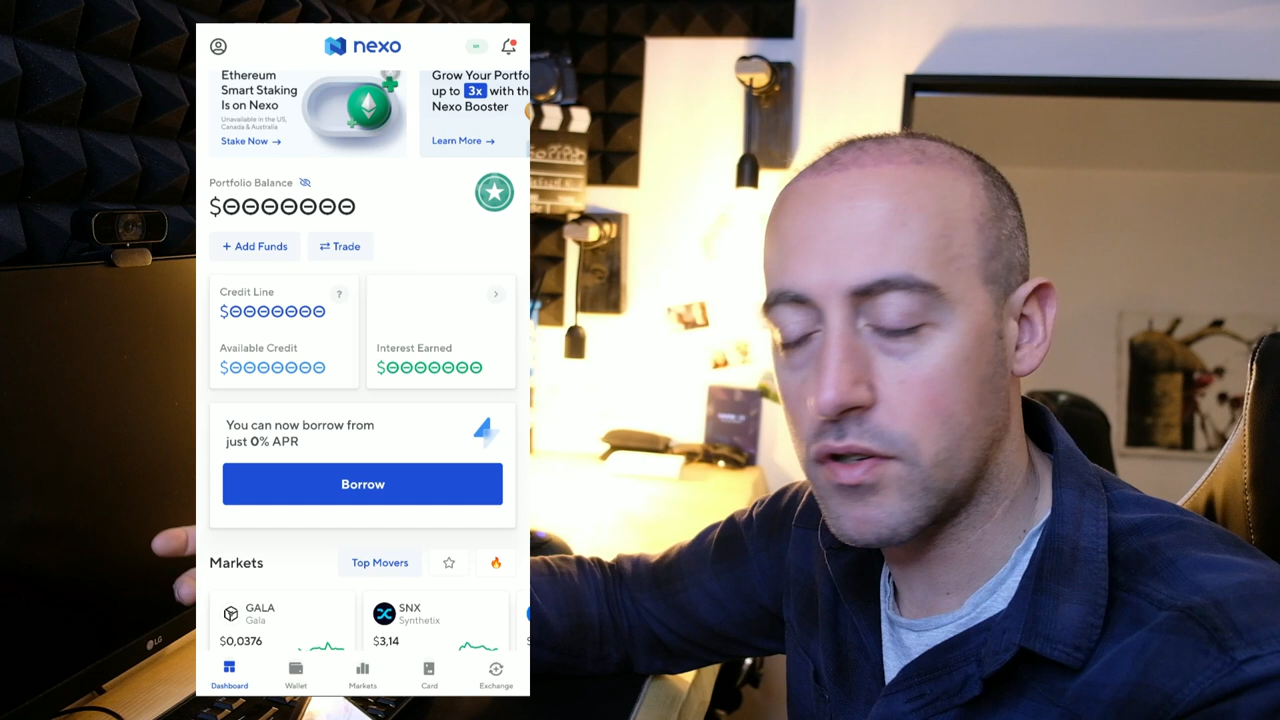 nexo
Ethereum
Smart Staking
Is on Nexo
Unavailable in the US,
Canada & Australia
Stake Now →
Grow Your Portfo
up to 3x with th
Nexo Booster
Learn More →
Portfolio Balance
$⊖⊖⊖⊖⊖⊖⊖
+ Add Funds
⇄ Trade
Credit Line
?
$⊖⊖⊖⊖⊖⊖⊖
Available Credit
$⊖⊖⊖⊖⊖⊖⊖
Interest Earned
$⊖⊖⊖⊖⊖⊖⊖
You can now borrow from
just 0% APR
Borrow
Markets
Top Movers
GALA
Gala
$0,0376
SNX
Synthetix
$3,14
Dashboard
Wallet
Markets
Card
Exchange
LG